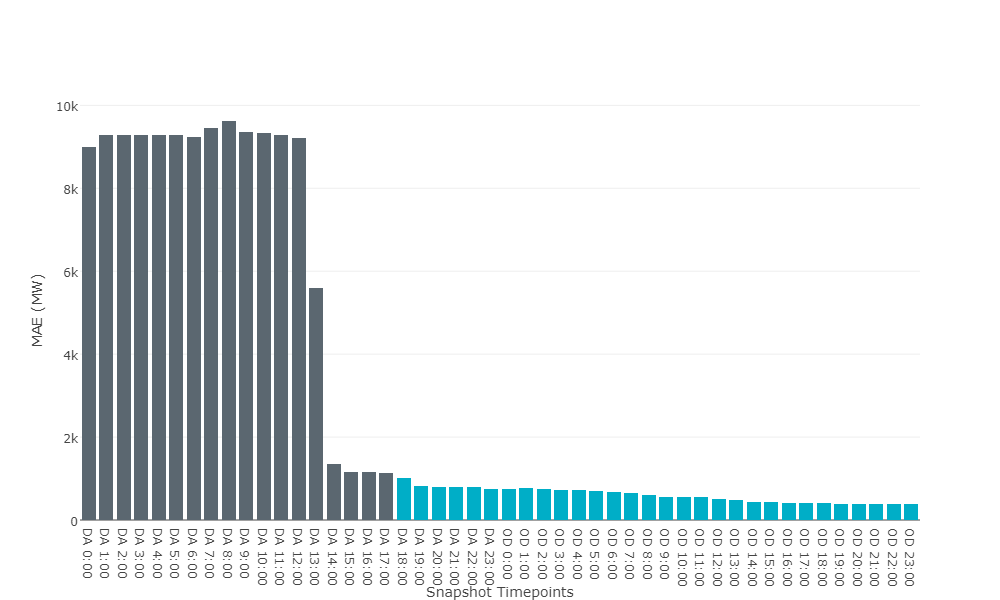 10k
8k
6k
4k
2k
0
MAE (MW)
DA 0:00
DA 1:00
DA 2:00
DA 3:00
DA 4:00
DA 5:00
DA 6:00
DA 7:00
DA 8:00
DA 9:00
DA 10:00
DA 11:00
DA 12:00
DA 13:00
DA 14:00
DA 15:00
DA 16:00
DA 17:00
DA 18:00
DA 19:00
DA 20:00
DA 21:00
DA 22:00
DA 23:00
OD 0:00
OD 1:00
OD 2:00
OD 3:00
OD 4:00
OD 5:00
OD 6:00
OD 7:00
OD 8:00
OD 9:00
OD 10:00
OD 11:00
OD 12:00
OD 13:00
OD 14:00
OD 15:00
OD 16:00
OD 17:00
OD 18:00
OD 19:00
OD 20:00
OD 21:00
OD 22:00
OD 23:00
Snapshot Timepoints